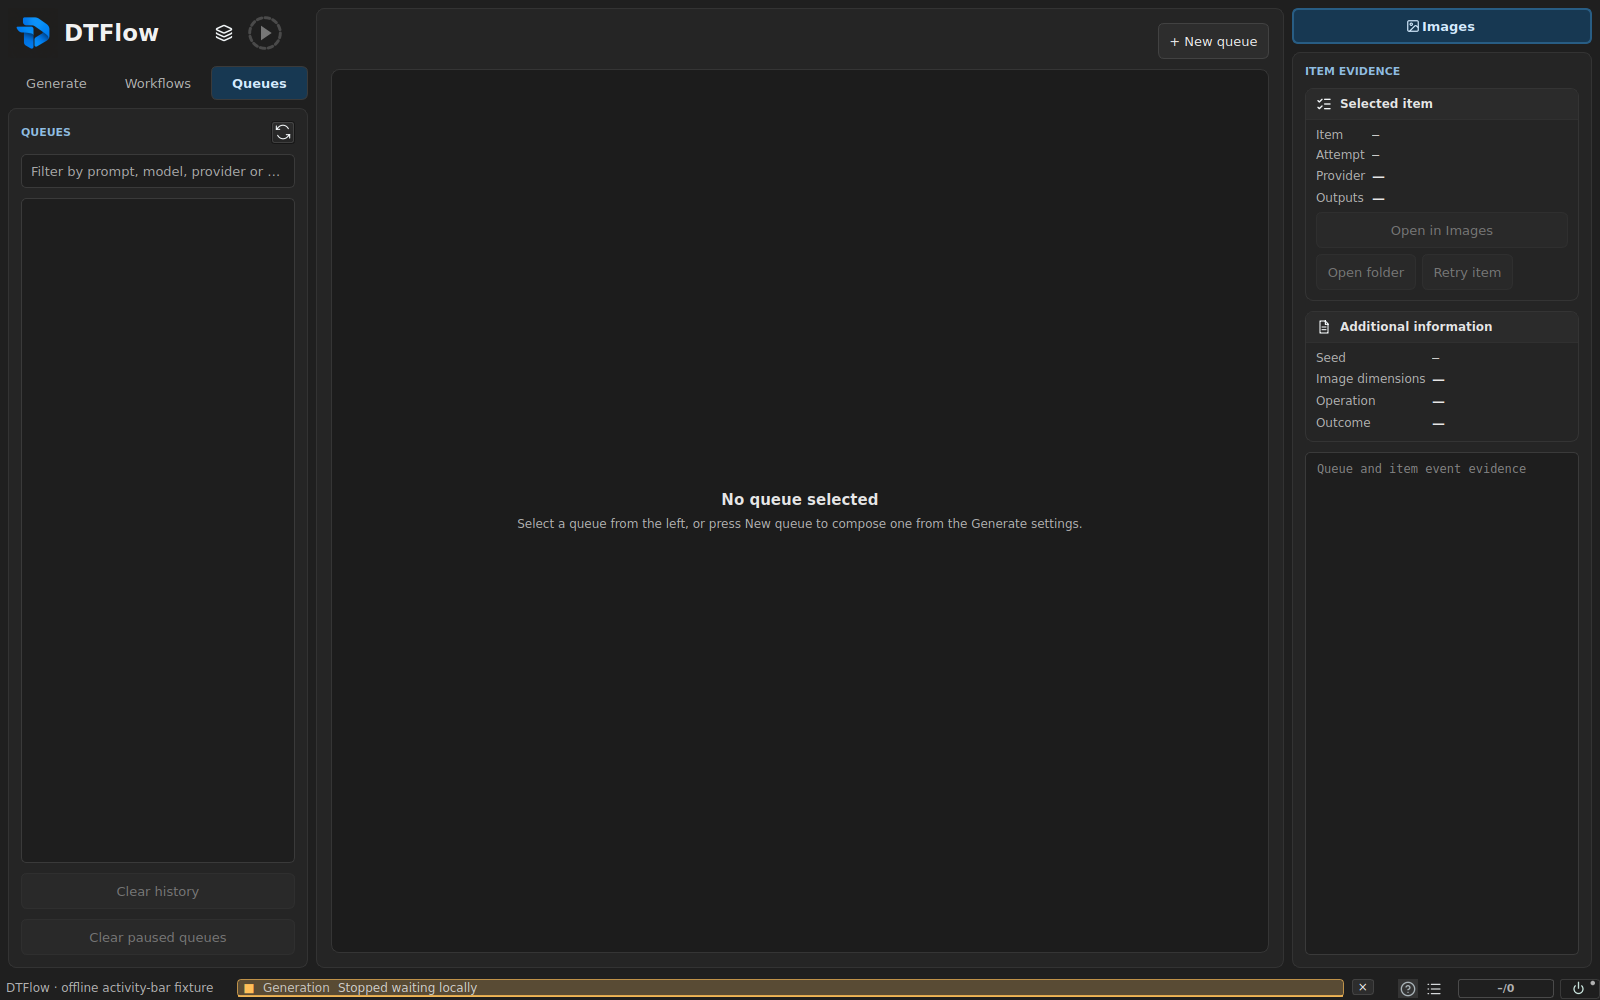 DTFlow
Generate
Workflows
Queues
QUEUES
Filter by prompt, model, provider or ...
Clear history
Clear paused queues
+ New queue
No queue selected
Select a queue from the left, or press New queue to compose one from the Generate settings.
Images
ITEM EVIDENCE
Selected item
Item –
Attempt –
Provider —
Outputs —
Open in Images
Open folder
Retry item
Additional information
Seed –
Image dimensions —
Operation —
Outcome —
Queue and item event evidence
DTFlow · offline activity-bar fixture
Generation Stopped waiting locally
–/0